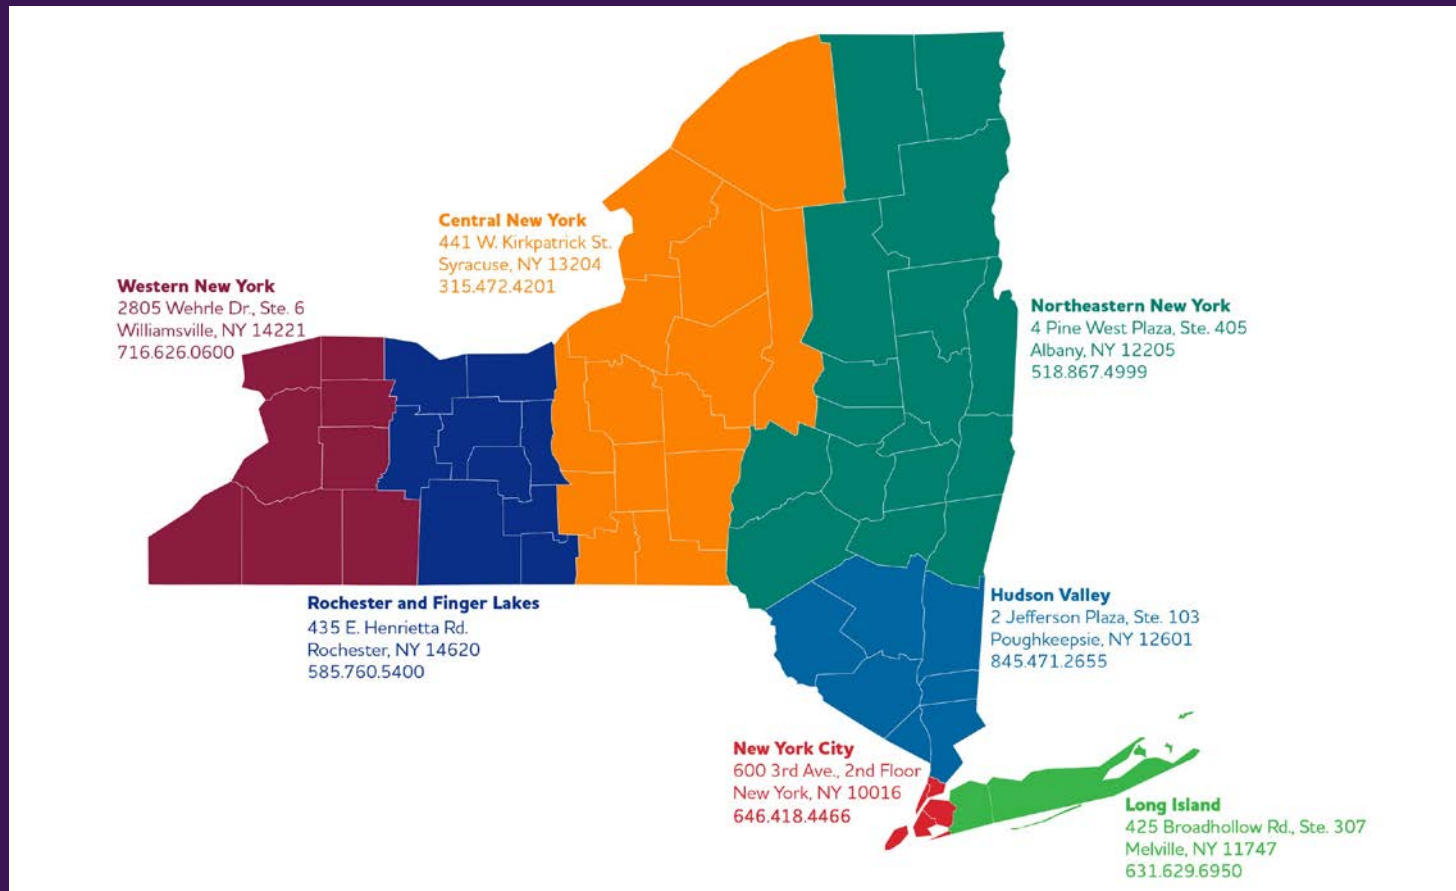 Central New York
441 W. Kirkpatrick St.
Syracuse, NY 13204
315.472.4201
Western New York
2805 Wehrle Dr., Ste. 6
Williamsville, NY 14221
716.626.0600
Northeastern New York
4 Pine West Plaza, Ste. 405
Albany, NY 12205
518.867.4999
Rochester and Finger Lakes
435 E. Henrietta Rd.
Rochester, NY 14620
585.760.5400
Hudson Valley
2 Jefferson Plaza, Ste. 103
Poughkeepsie, NY 12601
845.471.2655
New York City
600 3rd Ave., 2nd Floor
New York, NY 10016
646.418.4466
Long Island
425 Broadhollow Rd., Ste. 307
Melville, NY 11747
631.629.6950